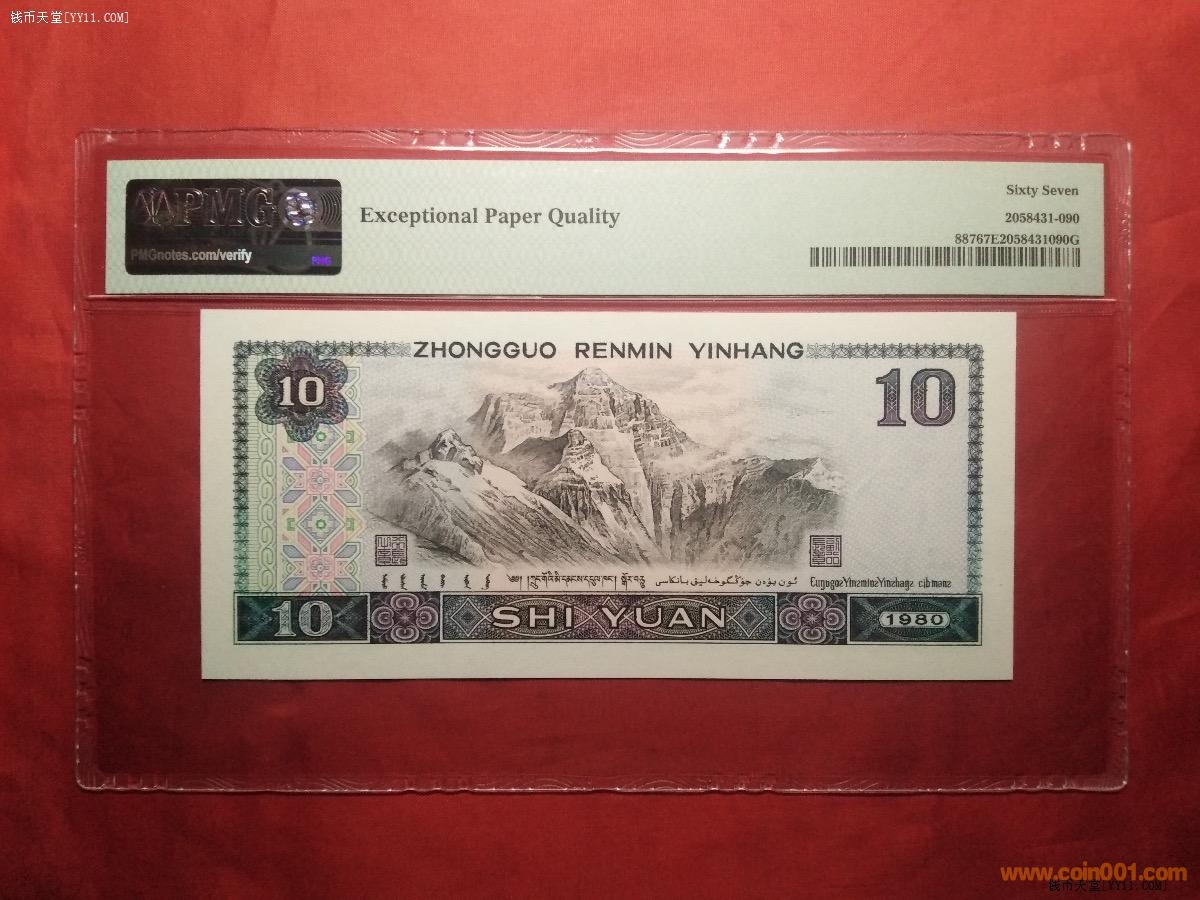 钱币天堂[YY11.COM]
PMG
PMGnotes.com/verify
PMG
Exceptional Paper Quality
Sixty Seven
2058431-090
88767E2058431090G
ZHONGGUO RENMIN YINHANG
10
10
10
SHI YUAN
1980
www.coin001.com
钱币天堂[YY11.COM]